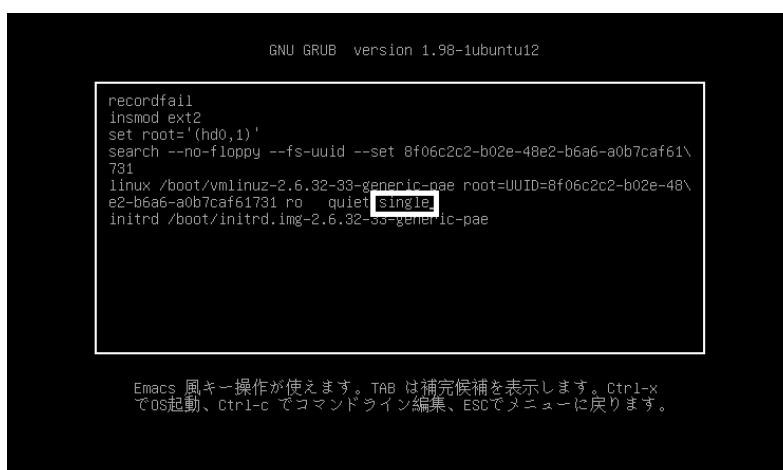 GNU GRUB  version 1.98-1ubuntu12
recordfail
insmod ext2
set root='(hd0,1)'
search --no-floppy --fs-uuid --set 8f06c2c2-b02e-48e2-b6a6-a0b7caf61\
731
linux /boot/vmlinuz-2.6.32-33-generic-pae root=UUID=8f06c2c2-b02e-48\
e2-b6a6-a0b7caf61731 ro   quiet single
initrd /boot/initrd.img-2.6.32-33-generic-pae
Emacs 風キー操作が使えます。TAB は補完候補を表示します。Ctrl-x
でOS起動、Ctrl-c でコマンドライン編集、ESCでメニューに戻ります。